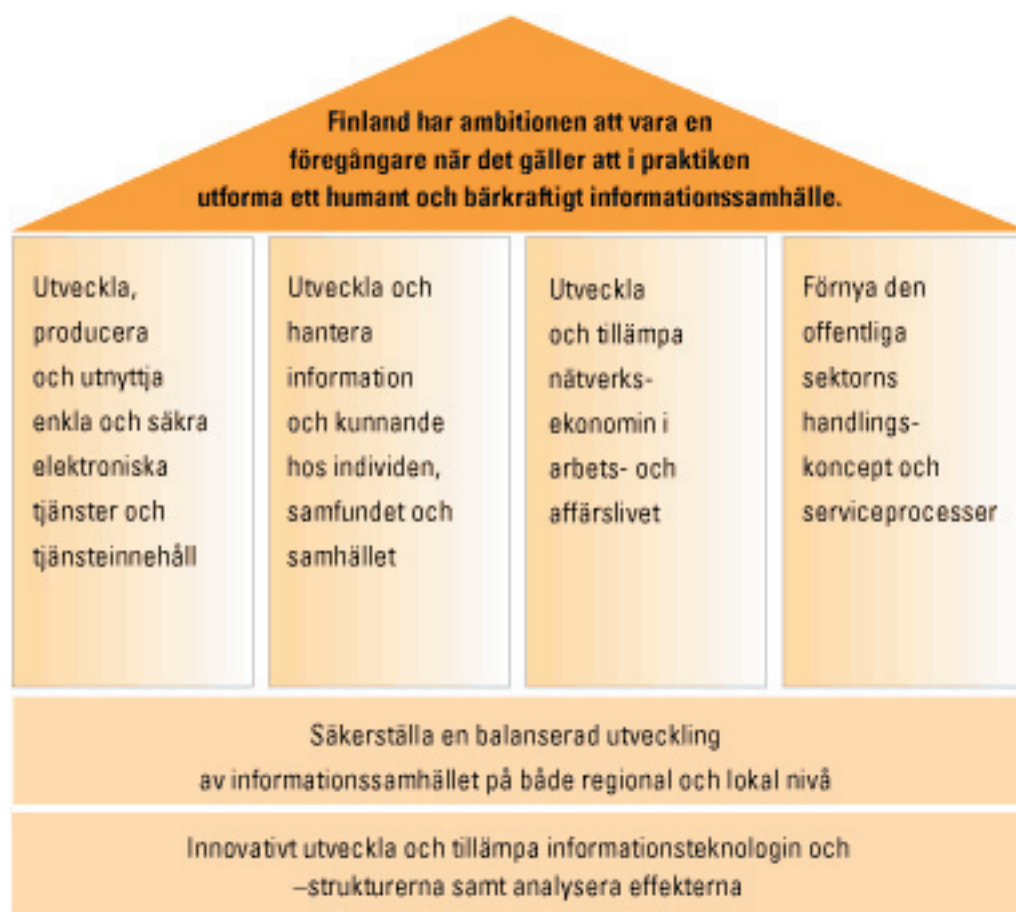 Finland har ambitionen att vara en
föregångare när det gäller att i praktiken
utforma ett humant och bärkraftigt informationssamhälle.
Utveckla,
producera
och utnyttja
enkla och säkra
elektroniska
tjänster och
tjänsteinnehåll
Utveckla och
hantera
information
och kunnande
hos individen,
samfundet och
samhället
Utveckla
och tillämpa
nätverks-
ekonomin i
arbets- och
affärslivet
Förnya den
offentliga
sektorns
handlings-
koncept och
serviceprocesser
Säkerställa en balanserad utveckling
av informationssamhället på både regional och lokal nivå
Innovativt utveckla och tillämpa informationsteknologin och
–strukturerna samt analysera effekterna